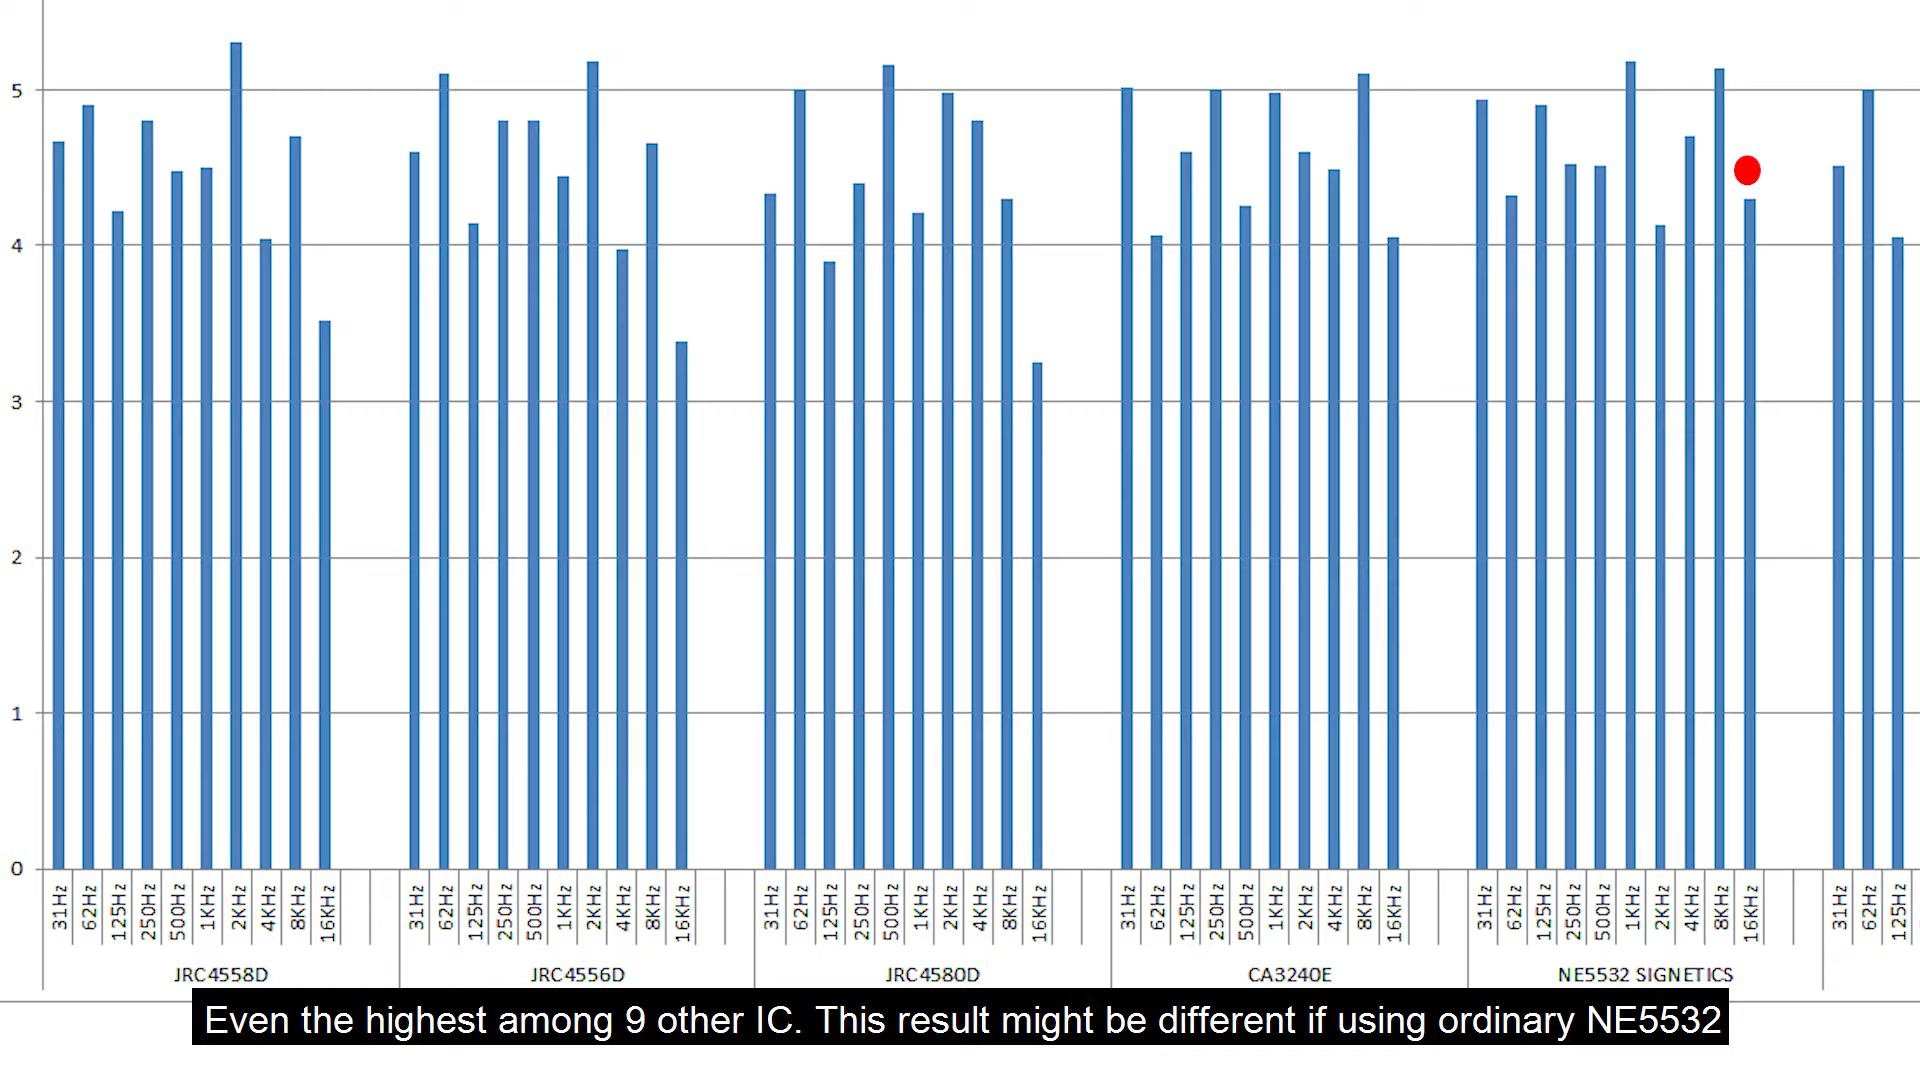 5
4
3
2
1
0
31Hz 62Hz 125Hz 250Hz 500Hz 1KHz 2KHz 4KHz 8KHz 16KHz 31Hz 62Hz 125Hz 250Hz 500Hz 1KHz 2KHz 4KHz 8KHz 16KHz 31Hz 62Hz 125Hz 250Hz 500Hz 1KHz 2KHz 4KHz 8KHz 16KHz 31Hz 62Hz 125Hz 250Hz 500Hz 1KHz 2KHz 4KHz 8KHz 16KHz 31Hz 62Hz 125Hz 250Hz 500Hz 1KHz 2KHz 4KHz 8KHz 16KHz 31Hz 62Hz 125Hz
JRC4558D JRC4556D JRC4580D CA3240E NE5532 SIGNETICS
Even the highest among 9 other IC. This result might be different if using ordinary NE5532